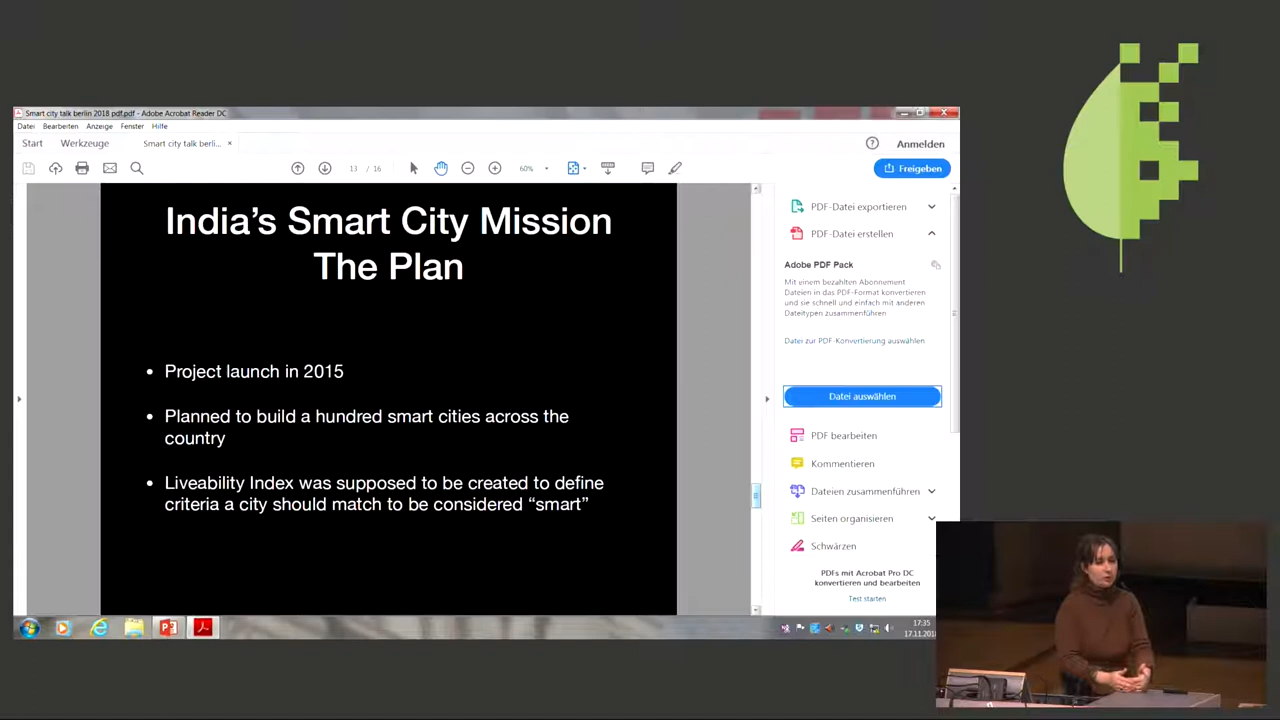 Smart city talk berlin 2018 pdf.pdf - Adobe Acrobat Reader DC
Datei Bearbeiten Anzeige Fenster Hilfe
Start Werkzeuge Smart city talk berli... × Anmelden
13 / 16 60% Freigeben
India’s Smart City Mission
The Plan
• Project launch in 2015
• Planned to build a hundred smart cities across the
country
• Liveability Index was supposed to be created to define
criteria a city should match to be considered “smart”
PDF-Datei exportieren
PDF-Datei erstellen
Adobe PDF Pack
Mit einem bezahlten Abonnement
Dateien in das PDF-Format konvertieren
und sie schnell und einfach mit anderen
Dateitypen zusammenführen
Datei zur PDF-Konvertierung auswählen
Datei auswählen
PDF bearbeiten
Kommentieren
Dateien zusammenführen
Seiten organisieren
Schwärzen
PDFs mit Acrobat Pro DC
konvertieren und bearbeiten
Test starten
17:35
17.11.201